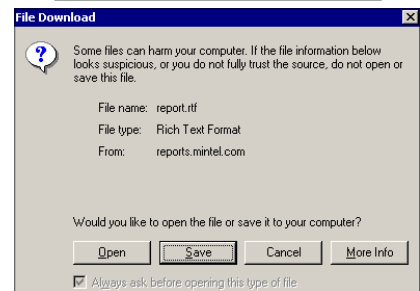 File Download
Some files can harm your computer. If the file information below
looks suspicious, or you do not fully trust the source, do not open or
save this file.
File name: report.rtf
File type: Rich Text Format
From: reports.mintel.com
Would you like to open the file or save it to your computer?
Open Save Cancel More Info
Always ask before opening this type of file